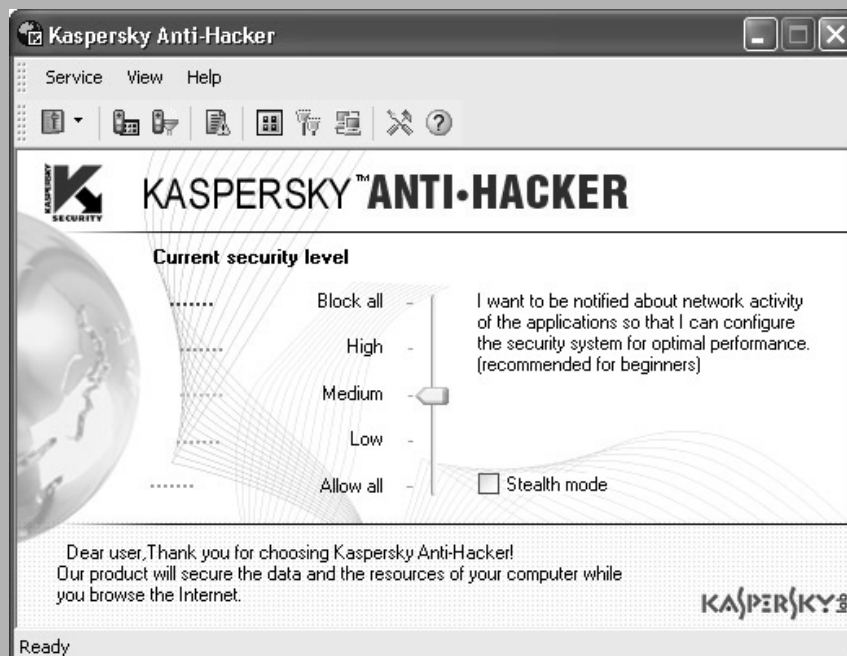 Kaspersky Anti-Hacker
Service View Help
KASPERSKY
SECURITY
KASPERSKY™ANTI•HACKER
Current security level
Block all
High
Medium
Low
Allow all
I want to be notified about network activity
of the applications so that I can configure
the security system for optimal performance.
(recommended for beginners)
Stealth mode
Dear user,Thank you for choosing Kaspersky Anti-Hacker!
Our product will secure the data and the resources of your computer while
you browse the Internet.
KASPERSKY
Ready